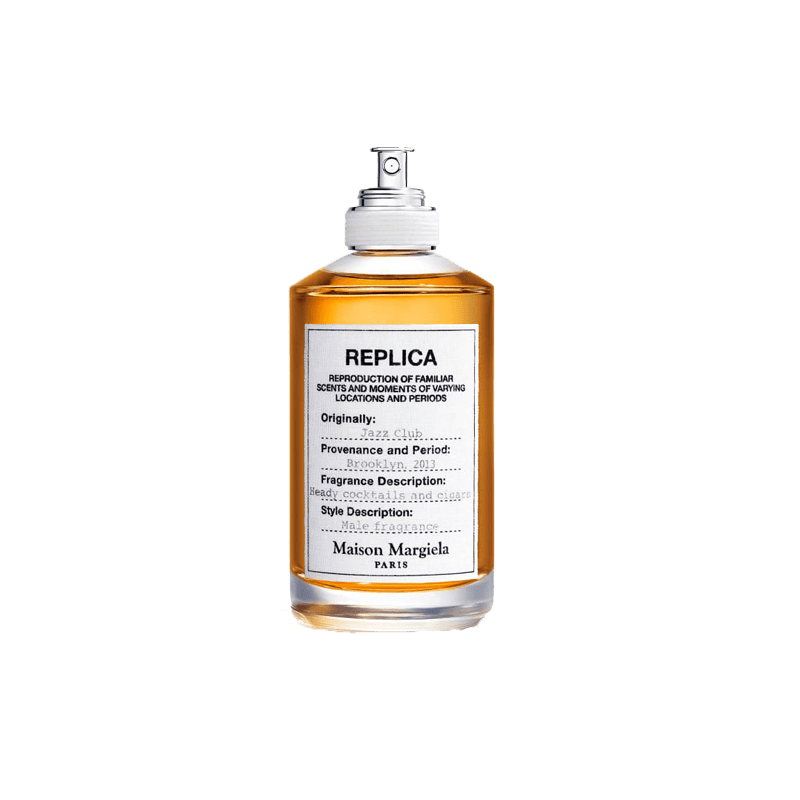 REPLICA
REPRODUCTION OF FAMILIAR
SCENTS AND MOMENTS OF VARYING
LOCATIONS AND PERIODS
Originally:
Jazz Club
Provenance and Period:
Brooklyn, 2013
Fragrance Description:
Heady cocktails and cigars
Style Description:
Male fragrance
Maison Margiela
PARIS